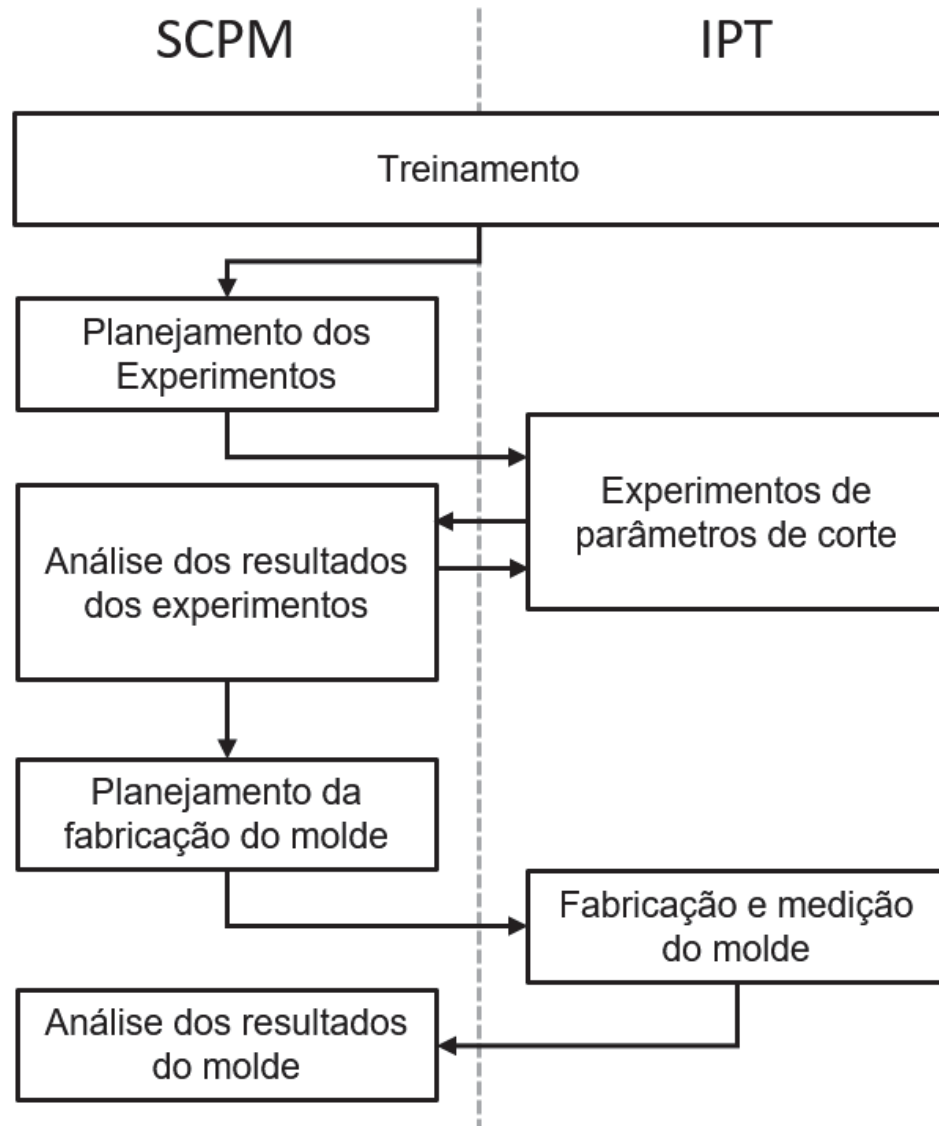 SCPM
IPT
Treinamento
Planejamento dos
Experimentos
Experimentos de
parâmetros de corte
Análise dos resultados
dos experimentos
Planejamento da
fabricação do molde
Fabricação e medição
do molde
Análise dos resultados
do molde